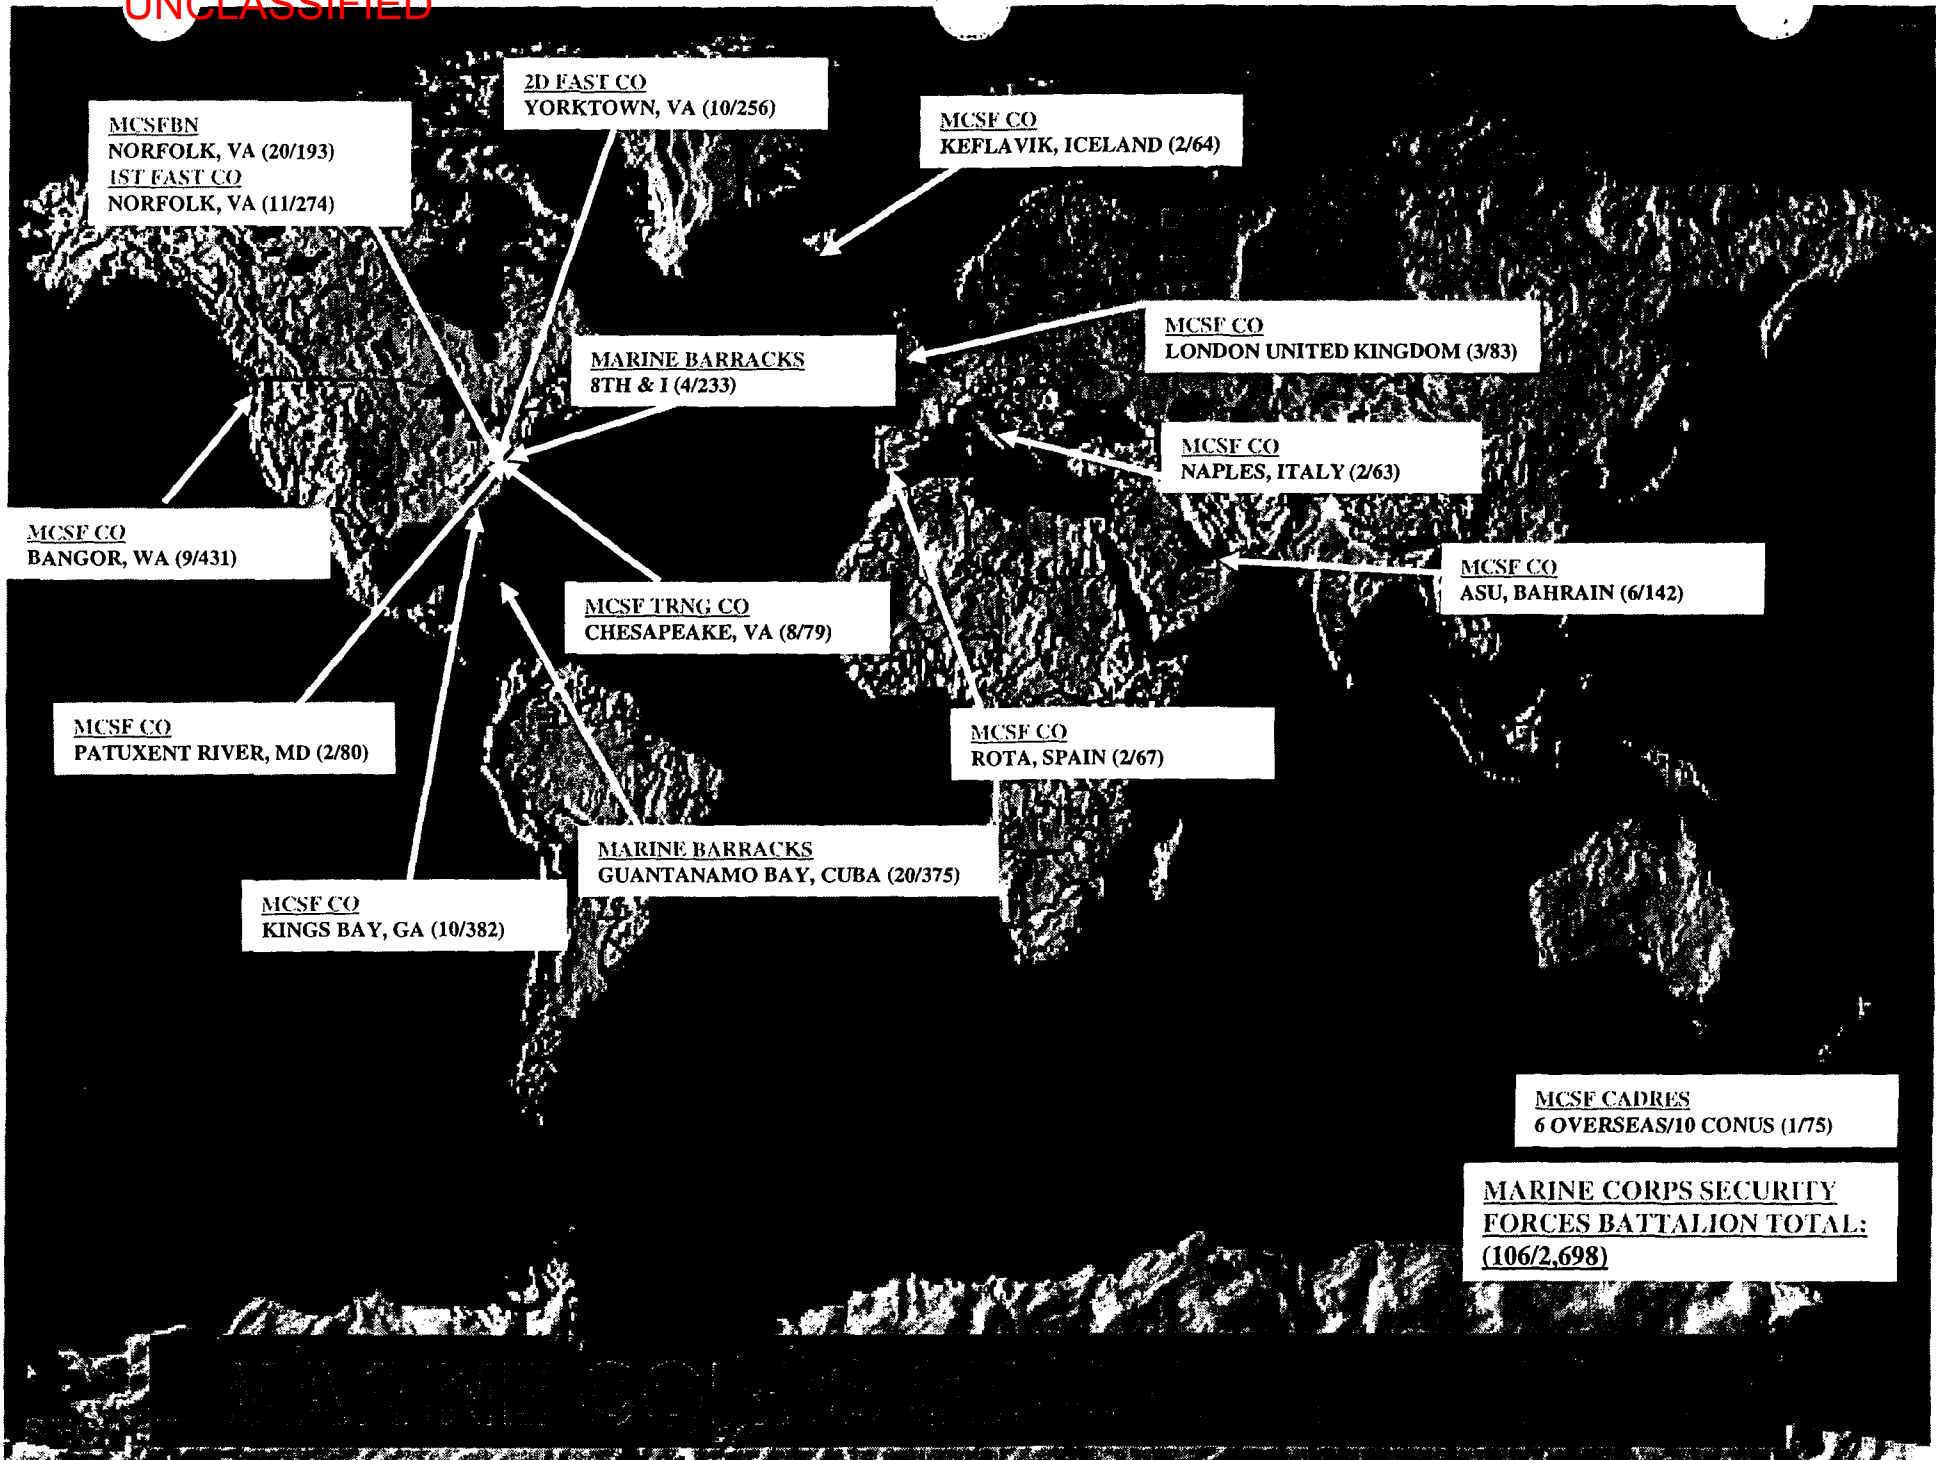 UNCLASSIFIED
2D FAST CO
YORKTOWN, VA (10/256)
MCSFBN
NORFOLK, VA (20/193)
1ST FAST CO
NORFOLK, VA (11/274)
MCSF CO
KEFLAVIK, ICELAND (2/64)
MCSF CO
LONDON UNITED KINGDOM (3/83)
MARINE BARRACKS
8TH & I (4/233)
MCSF CO
NAPLES, ITALY (2/63)
MCSF CO
BANGOR, WA (9/431)
MCSF CO
ASU, BAHRAIN (6/142)
MCSF TRNG CO
CHESAPEAKE, VA (8/79)
MCSF CO
PATUXENT RIVER, MD (2/80)
MCSF CO
ROTA, SPAIN (2/67)
MARINE BARRACKS
GUANTANAMO BAY, CUBA (20/375)
MCSF CO
KINGS BAY, GA (10/382)
MCSF CADRES
6 OVERSEAS/10 CONUS (1/75)
MARINE CORPS SECURITY
FORCES BATTALION TOTAL:
(106/2,698)